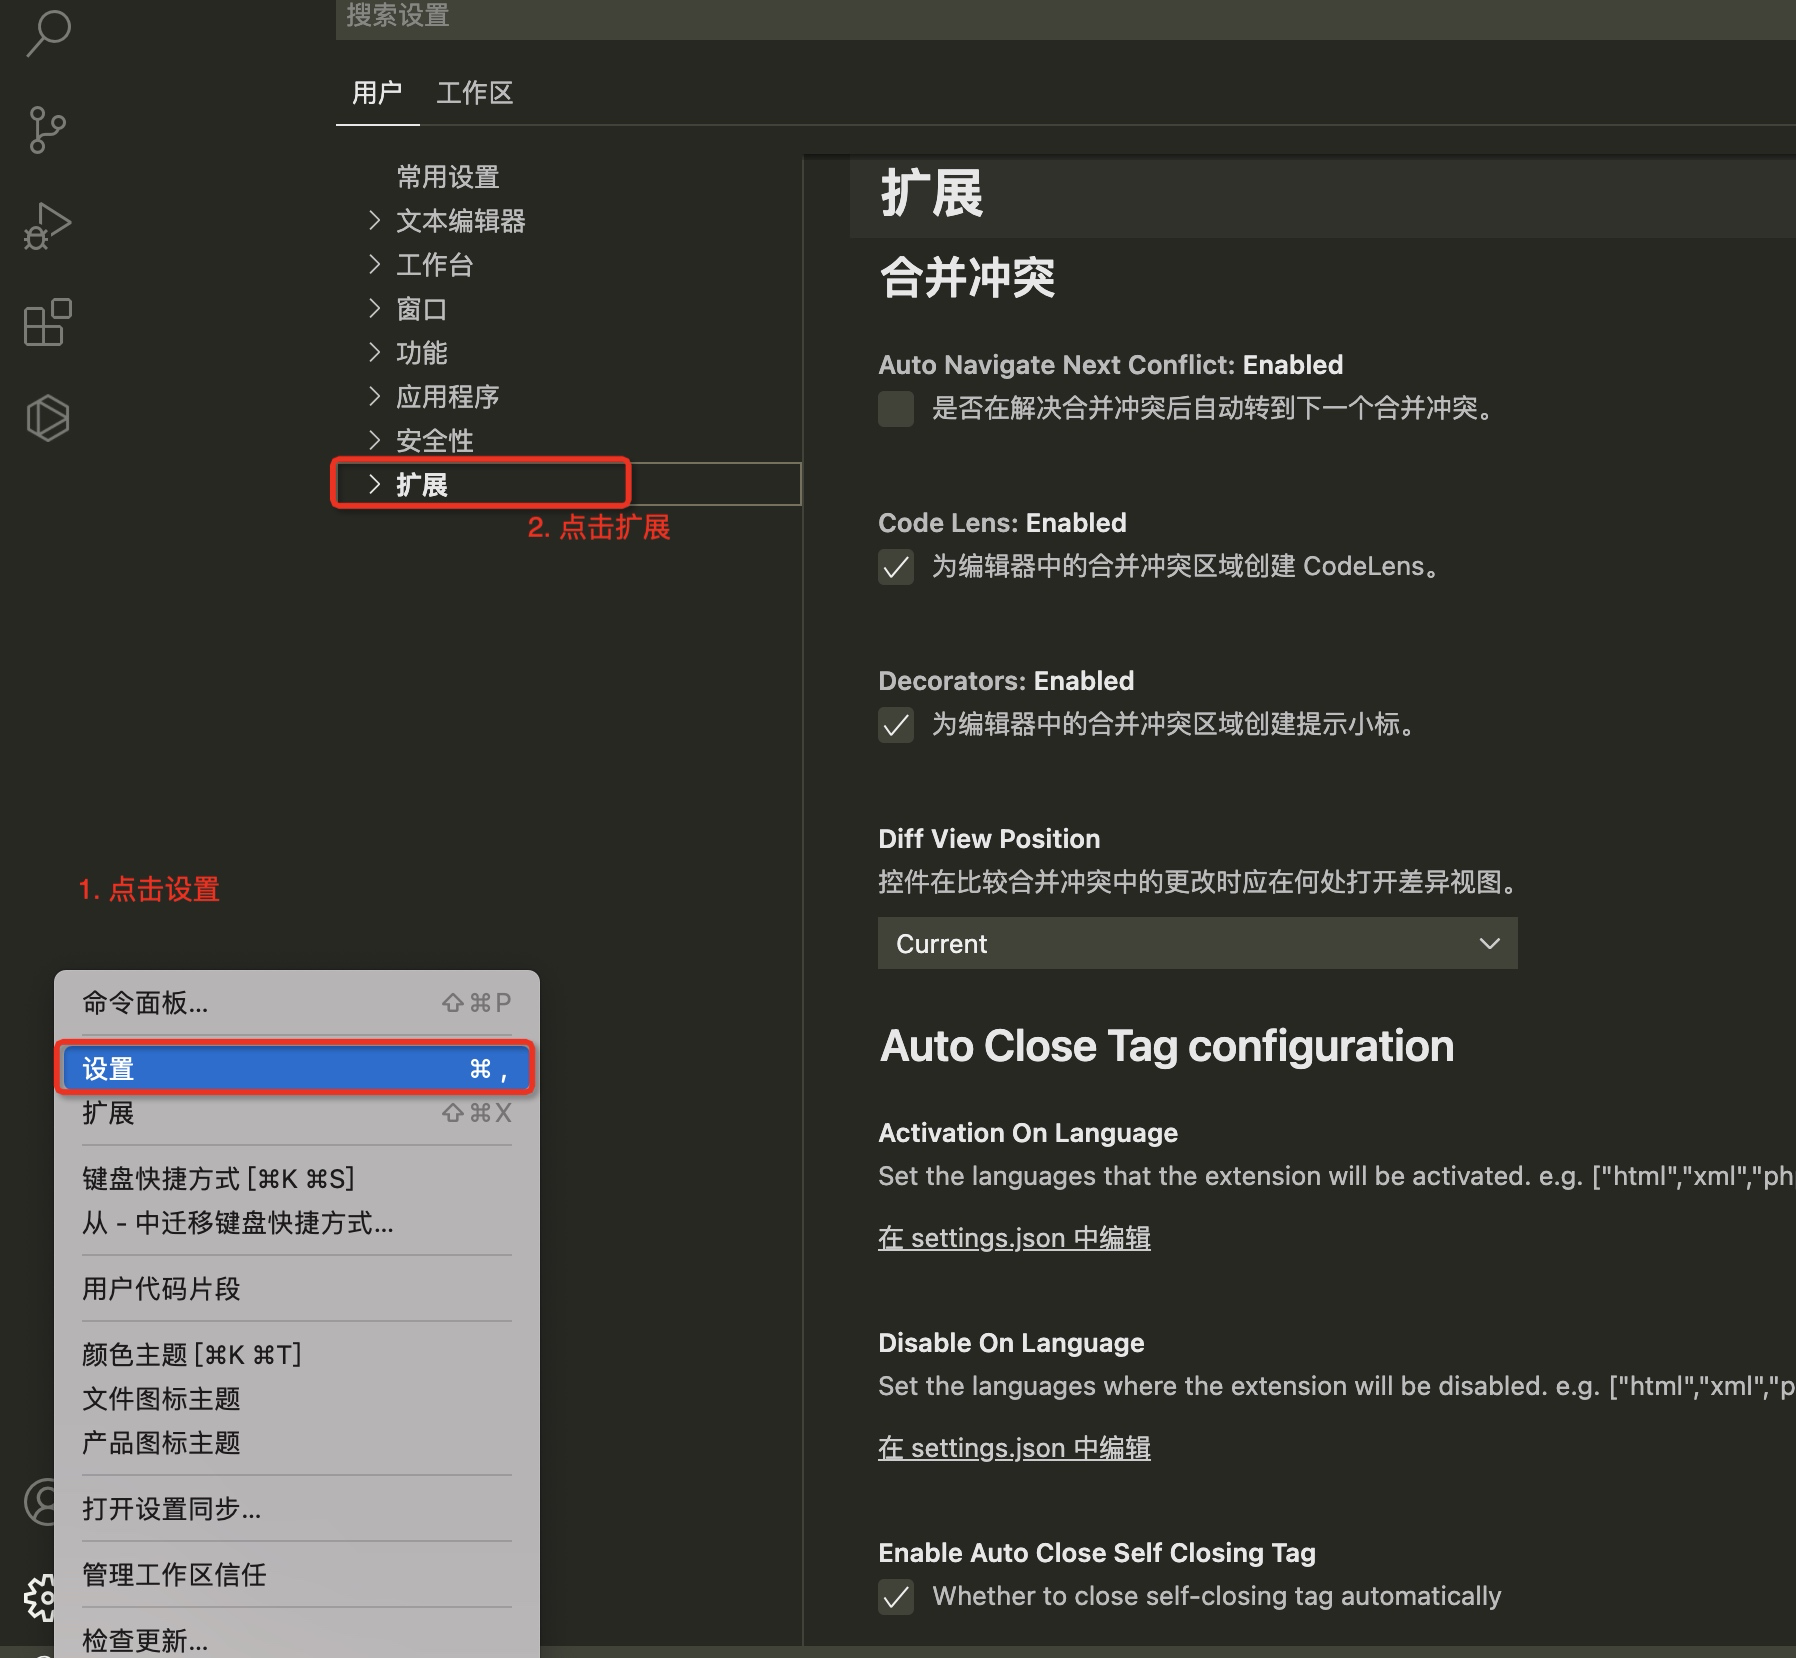 搜索设置
用户 工作区
常用设置
文本编辑器
工作台
窗口
功能
应用程序
安全性
扩展
2. 点击扩展
扩展
合并冲突
Auto Navigate Next Conflict: Enabled
是否在解决合并冲突后自动转到下一个合并冲突。
Code Lens: Enabled
为编辑器中的合并冲突区域创建 CodeLens。
Decorators: Enabled
为编辑器中的合并冲突区域创建提示小标。
Diff View Position
控件在比较合并冲突中的更改时应在何处打开差异视图。
Current
Auto Close Tag configuration
Activation On Language
Set the languages that the extension will be activated. e.g. ["html","xml","ph
在 settings.json 中编辑
Disable On Language
Set the languages where the extension will be disabled. e.g. ["html","xml","p
在 settings.json 中编辑
Enable Auto Close Self Closing Tag
Whether to close self-closing tag automatically
1. 点击设置
命令面板... ⇧⌘P
设置 ⌘ ,
扩展 ⇧⌘X
键盘快捷方式 [⌘K ⌘S]
从 - 中迁移键盘快捷方式...
用户代码片段
颜色主题 [⌘K ⌘T]
文件图标主题
产品图标主题
打开设置同步...
管理工作区信任
检查更新...